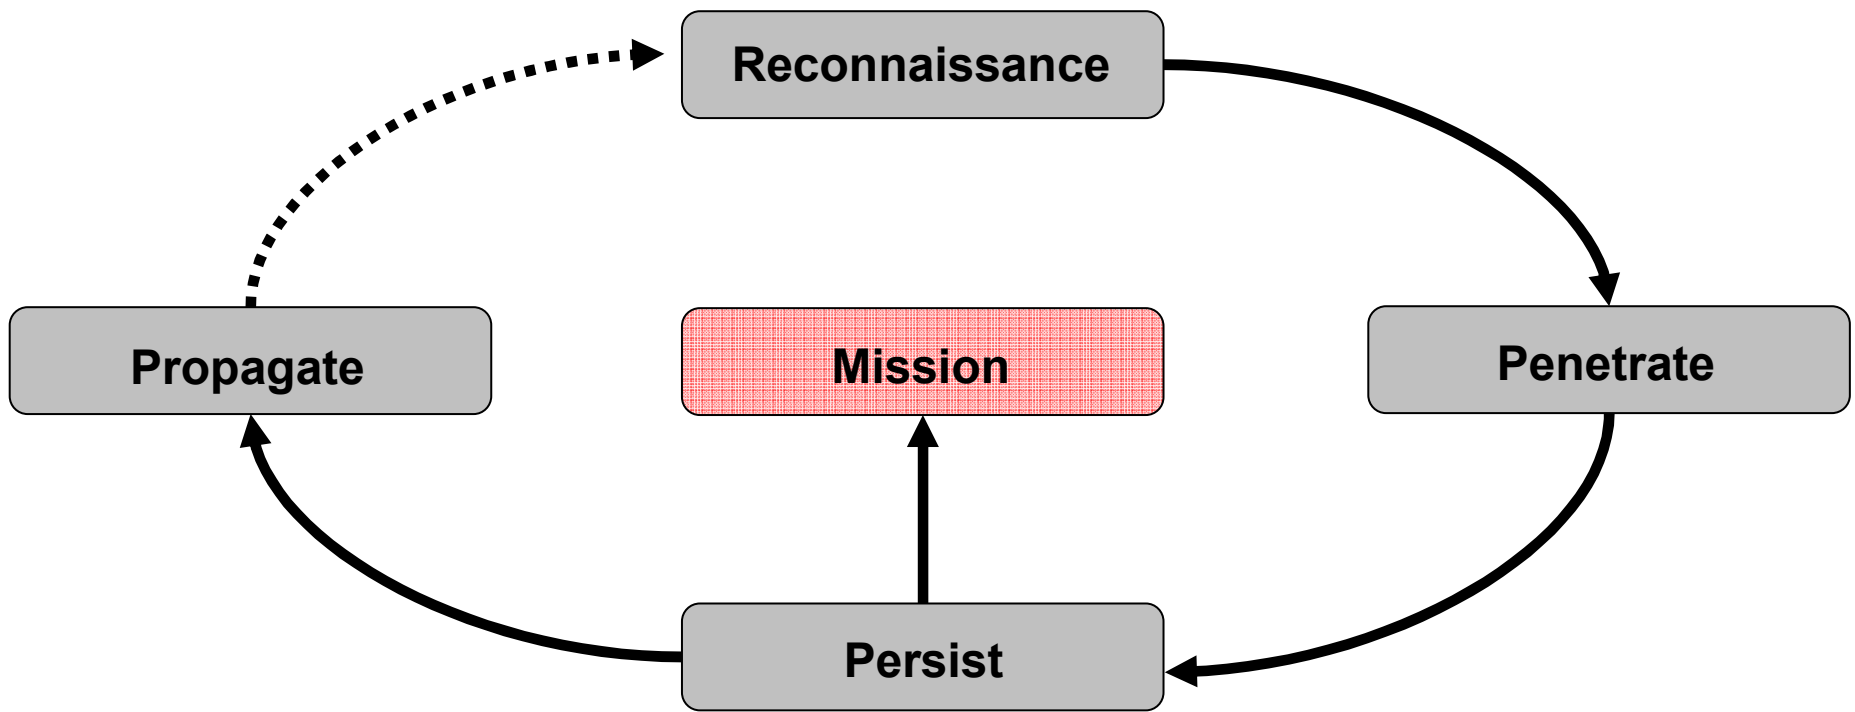 Reconnaissance
Propagate
Mission
Penetrate
Persist